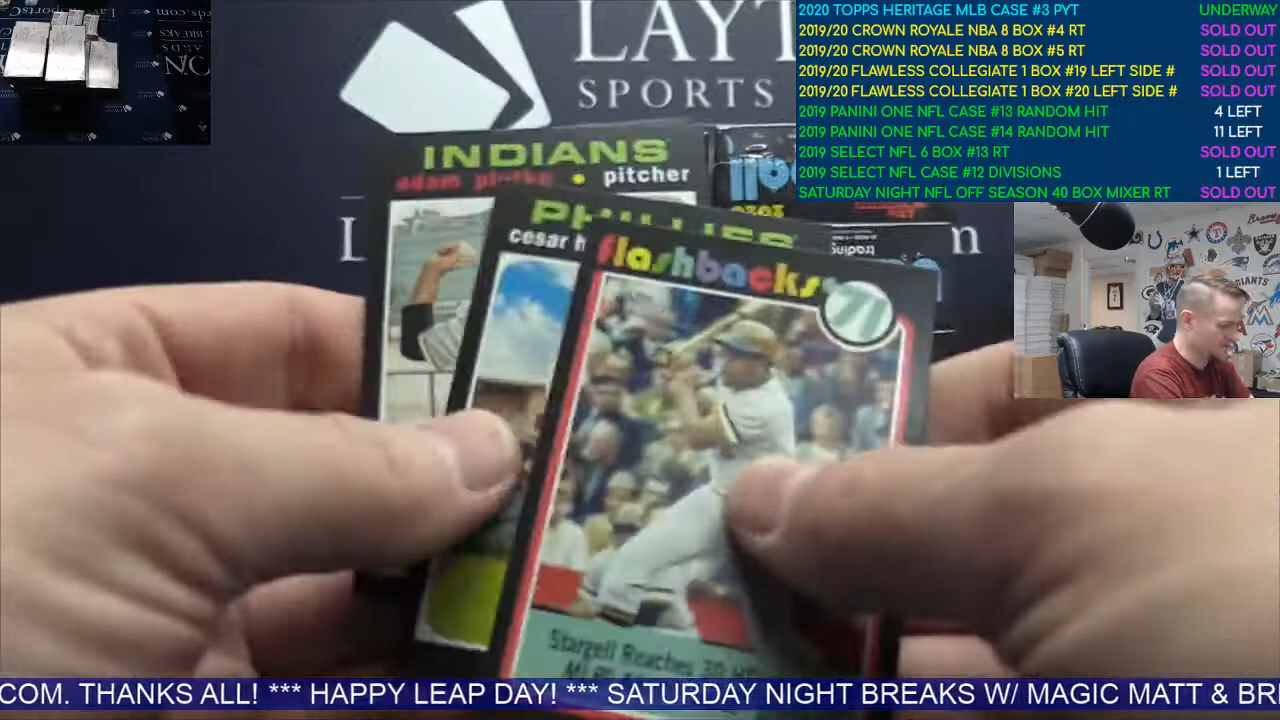 2020 TOPPS HERITAGE MLB CASE #3 PYT UNDERWAY
2019/20 CROWN ROYALE NBA 8 BOX #4 RT SOLD OUT
2019/20 CROWN ROYALE NBA 8 BOX #5 RT SOLD OUT
2019/20 FLAWLESS COLLEGIATE 1 BOX #19 LEFT SIDE # SOLD OUT
2019/20 FLAWLESS COLLEGIATE 1 BOX #20 LEFT SIDE # SOLD OUT
2019 PANINI ONE NFL CASE #13 RANDOM HIT 4 LEFT
2019 PANINI ONE NFL CASE #14 RANDOM HIT 11 LEFT
2019 SELECT NFL 6 BOX #13 RT SOLD OUT
2019 SELECT NFL CASE #12 DIVISIONS 1 LEFT
SATURDAY NIGHT NFL OFF SEASON 40 BOX MIXER RT SOLD OUT
LAYT
SPORTS
INDIANS
adam • pitcher
PHILLIES
cesar h
flashbacks 71
Stargell Reaches 30
COM. THANKS ALL! *** HAPPY LEAP DAY! *** SATURDAY NIGHT BREAKS W/ MAGIC MATT & BR